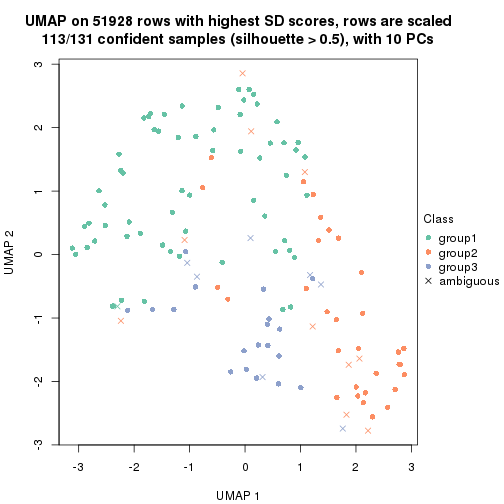 UMAP on 51928 rows with highest SD scores, rows are scaled
113/131 confident samples (silhouette > 0.5), with 10 PCs
3
2
1
0
-1
-2
-3
UMAP 2
-3
-2
-1
0
1
2
3
UMAP 1
Class
group1
group2
group3
ambiguous